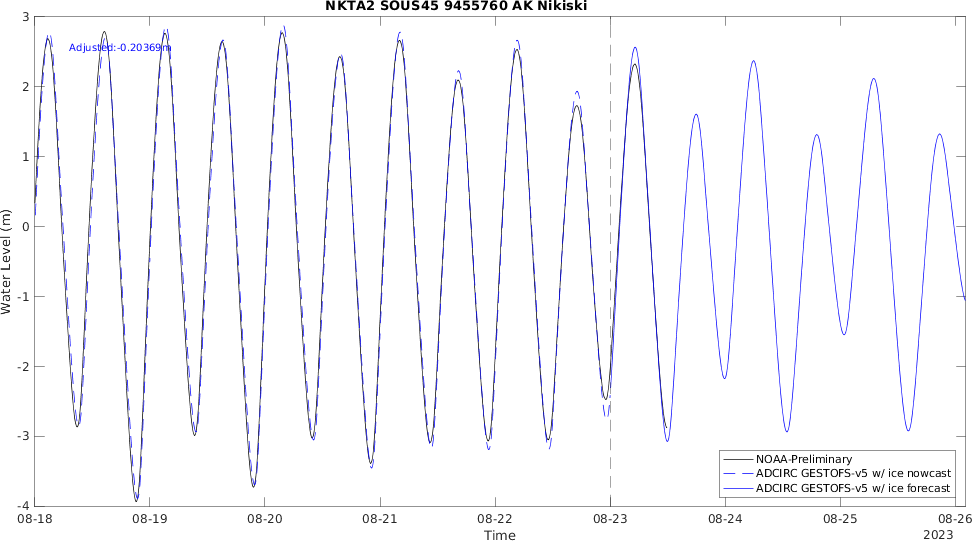 NKTA2 SOUS45 9455760 AK Nikiski
Adjusted:-0.20369m
3
2
1
0
-1
-2
-3
-4
Water Level (m)
NOAA-Preliminary
ADCIRC GESTOFS-v5 w/ ice nowcast
ADCIRC GESTOFS-v5 w/ ice forecast
08-18 08-19 08-20 08-21 08-22 08-23 08-24 08-25 08-26
Time
2023